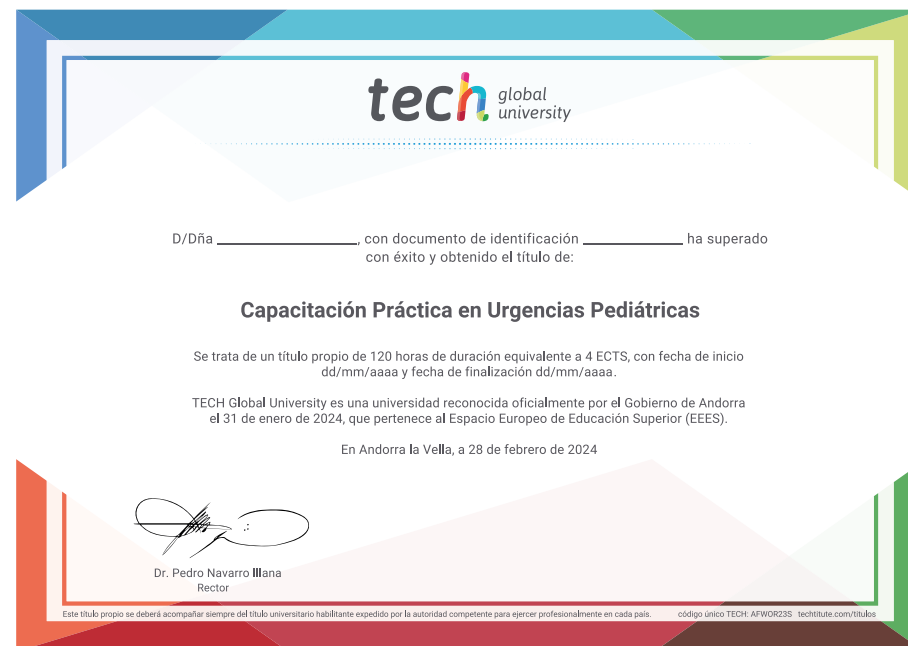 tech global university
D/Dña ____________________, con documento de identificación ______________ ha superado
con éxito y obtenido el título de:
Capacitación Práctica en Urgencias Pediátricas
Se trata de un título propio de 120 horas de duración equivalente a 4 ECTS, con fecha de inicio
dd/mm/aaaa y fecha de finalización dd/mm/aaaa.
TECH Global University es una universidad reconocida oficialmente por el Gobierno de Andorra
el 31 de enero de 2024, que pertenece al Espacio Europeo de Educación Superior (EEES).
En Andorra la Vella, a 28 de febrero de 2024
Dr. Pedro Navarro Illana
Rector
Este título propio se deberá acompañar siempre del título universitario habilitante expedido por la autoridad competente para ejercer profesionalmente en cada país. código único TECH: AFWOR23S techtitute.com/titulos